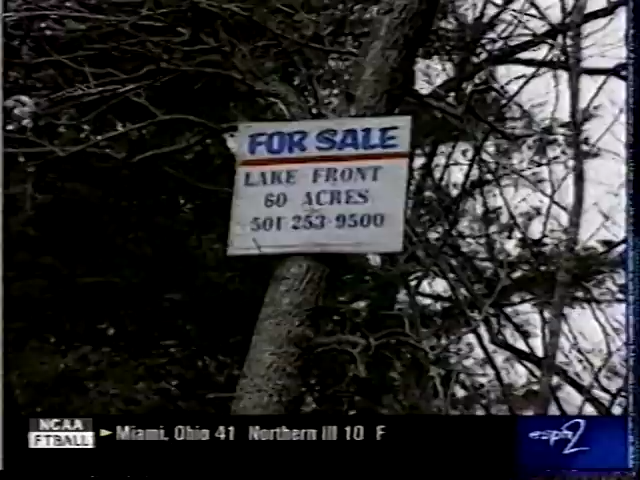 FOR SALE
LAKE FRONT
60 ACRES
501 253-9500
NCAA
FTBALL
Miami, Ohio 41 Northern Ill 10 F
espn2